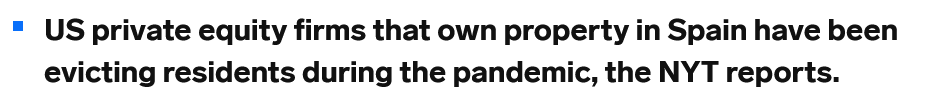 US private equity firms that own property in Spain have been
evicting residents during the pandemic, the NYT reports.